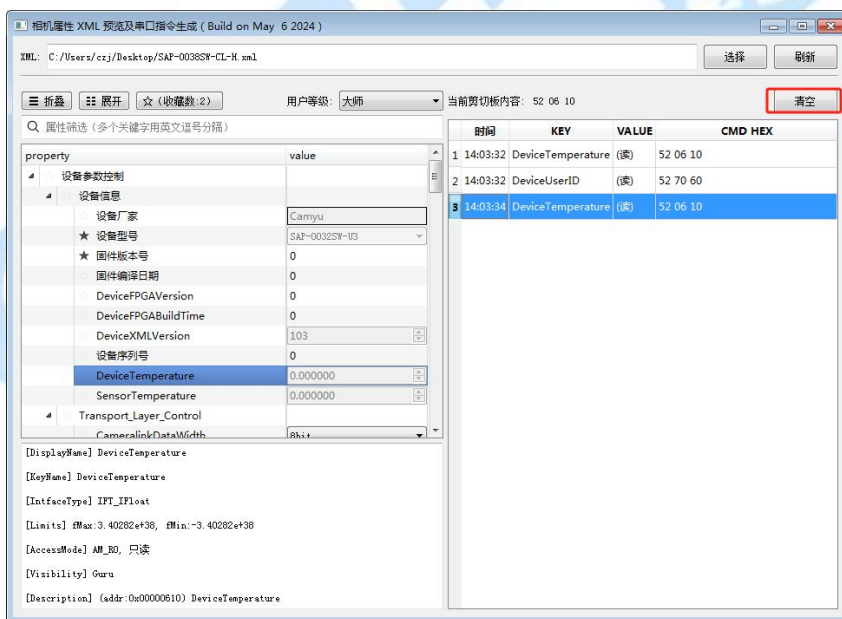 相机属性 XML 预览及串口指令生成 ( Build on May  6 2024 )
XML: C:/Users/czj/Desktop/SAP-0038SW-CL-H.xml 选择 刷新
折叠 展开 ☆ (收藏数:2) 用户等级: 大师 当前剪切板内容: 52 06 10 清空
属性筛选 (多个关键字用英文逗号分隔)
property value
设备参数控制
设备信息
设备厂家 Camyu
★ 设备型号 SAP-0032SW-U3
★ 固件版本号 0
固件编译日期 0
DeviceFPGAVersion 0
DeviceFPGABuildTime 0
DeviceXMLVersion 103
设备序列号 0
DeviceTemperature 0.000000
SensorTemperature 0.000000
Transport_Layer_Control
CameralinkDataWidth 8bit
[DisplayName] DeviceTemperature
[KeyName] DeviceTemperature
[IntfaceType] IFT_IFloat
[Limits] fMax:3.40282e+38, fMin:-3.40282e+38
[AccessMode] AM_RO, 只读
[Visibility] Guru
[Description] (addr:0x00000610) DeviceTemperature
时间 KEY VALUE CMD HEX
1 14:03:32 DeviceTemperature (读) 52 06 10
2 14:03:32 DeviceUserID (读) 52 70 60
3 14:03:34 DeviceTemperature (读) 52 06 10